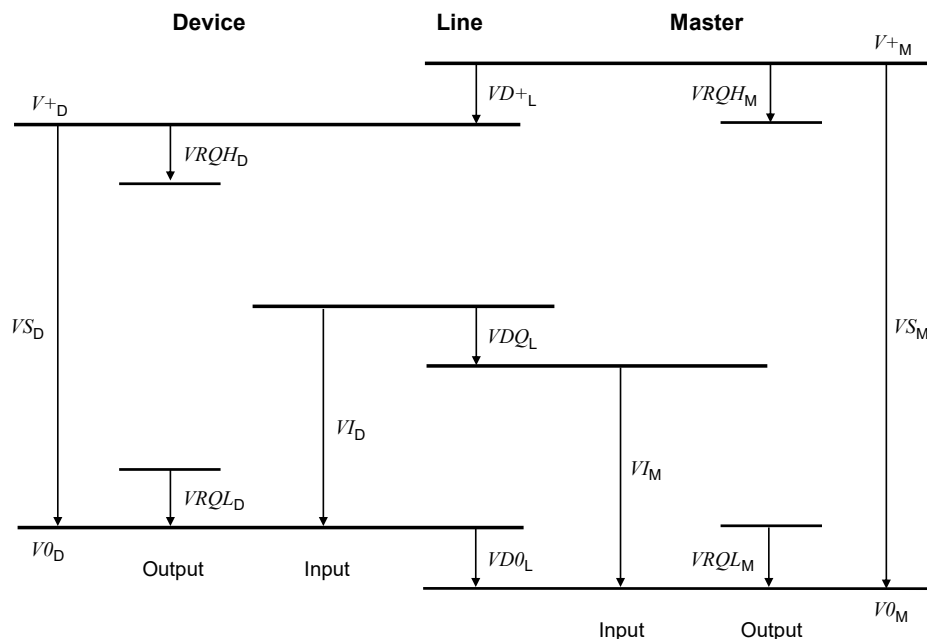 Device Line Master
V+M
VD+L VRQHM
V+D
VRQHD
VSD VDQL VSM
VID
VIM
VRQLD
V0D VD0L VRQLM
Output Input
V0M
Input Output